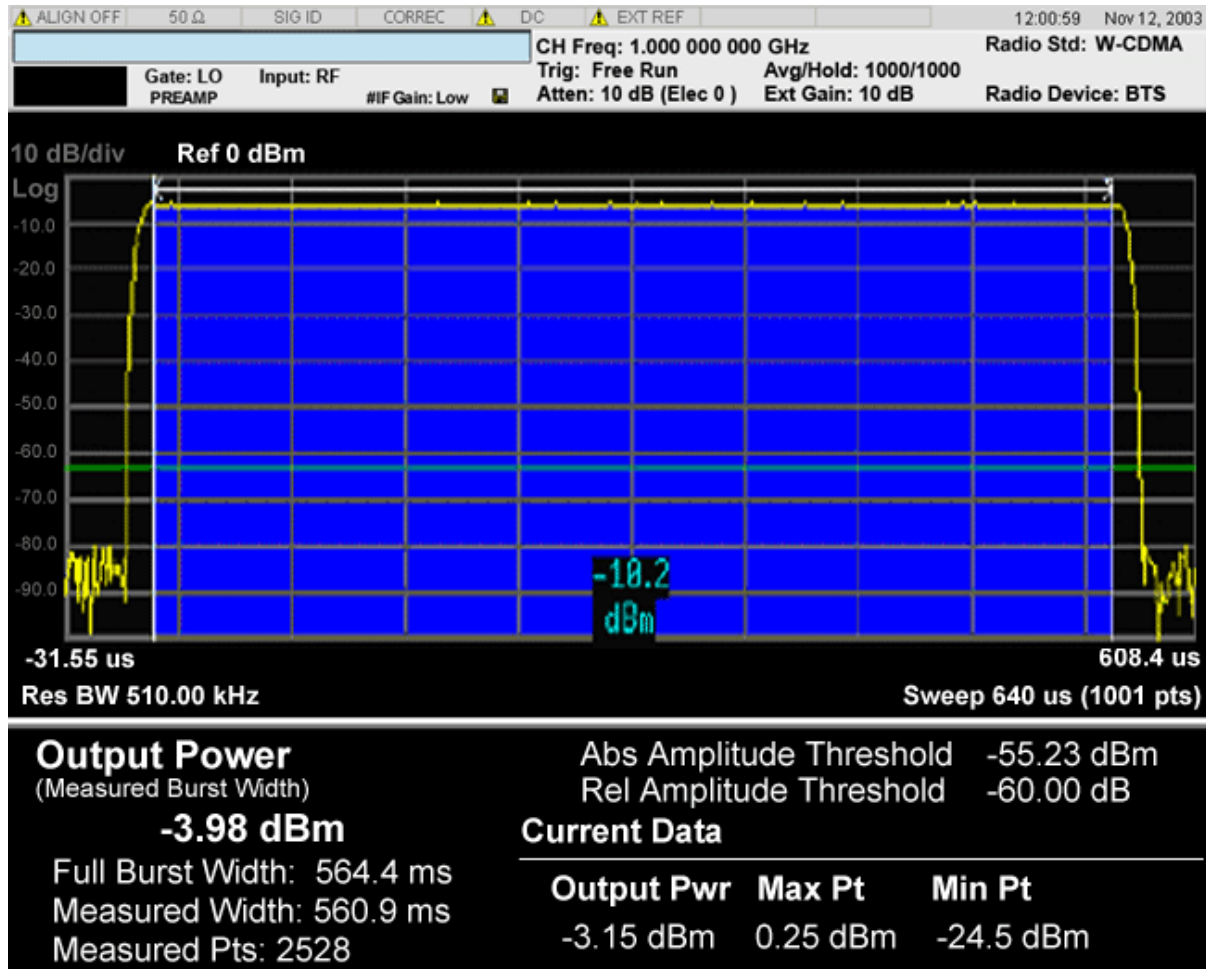 ALIGN OFF 50 Ω SIG ID CORREC DC EXT REF 12:00:59 Nov 12, 2003
CH Freq: 1.000 000 000 GHz Radio Std: W-CDMA
Gate: LO Input: RF Trig: Free Run Avg/Hold: 1000/1000
PREAMP #IF Gain: Low Atten: 10 dB (Elec 0 ) Ext Gain: 10 dB Radio Device: BTS
10 dB/div Ref 0 dBm
Log
-10.0
-20.0
-30.0
-40.0
-50.0
-60.0
-70.0
-80.0
-90.0
-10.2
dBm
-31.55 us 608.4 us
Res BW 510.00 kHz Sweep 640 us (1001 pts)
Output Power Abs Amplitude Threshold -55.23 dBm
(Measured Burst Width) Rel Amplitude Threshold -60.00 dB
-3.98 dBm Current Data
Full Burst Width: 564.4 ms
Measured Width: 560.9 ms Output Pwr Max Pt Min Pt
Measured Pts: 2528 -3.15 dBm 0.25 dBm -24.5 dBm